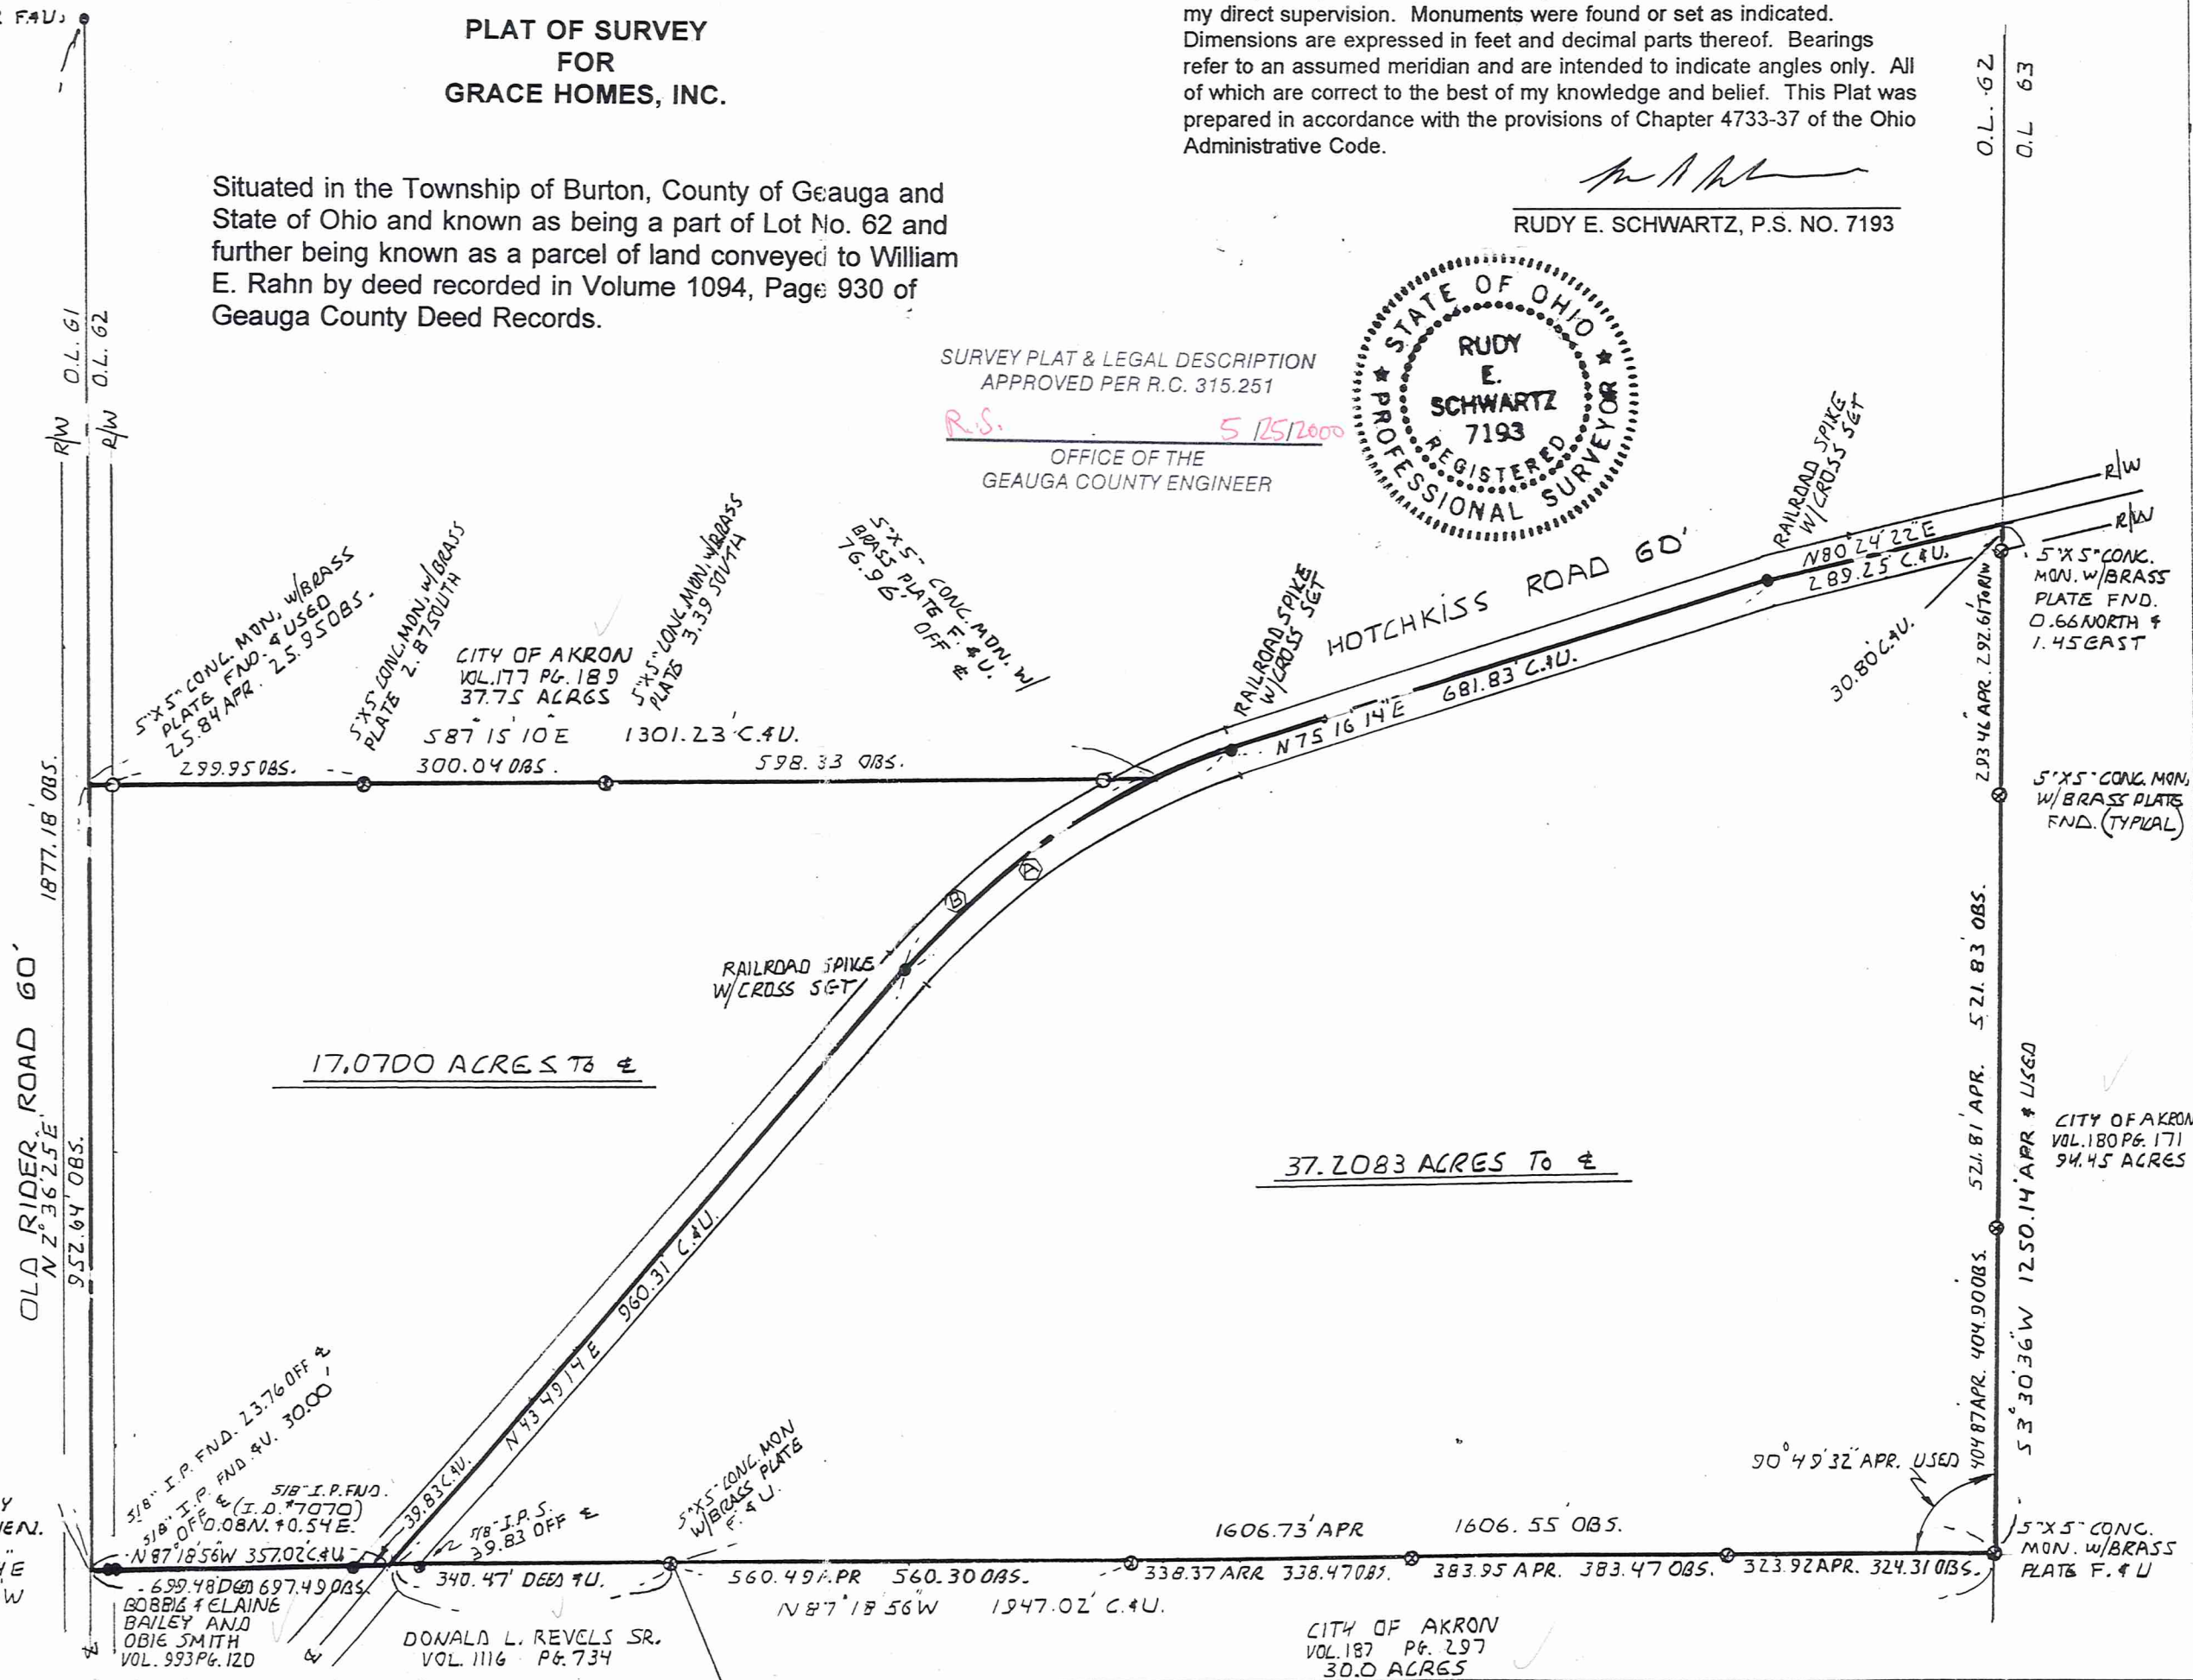 F.&U.
PLAT OF SURVEY
FOR
GRACE HOMES, INC.
Situated in the Township of Burton, County of Geauga and
State of Ohio and known as being a part of Lot No. 62 and
further being known as a parcel of land conveyed to William
E. Rahn by deed recorded in Volume 1094, Page 930 of
Geauga County Deed Records.
my direct supervision. Monuments were found or set as indicated.
Dimensions are expressed in feet and decimal parts thereof. Bearings
refer to an assumed meridian and are intended to indicate angles only. All
of which are correct to the best of my knowledge and belief. This Plat was
prepared in accordance with the provisions of Chapter 4733-37 of the Ohio
Administrative Code.
RUDY E. SCHWARTZ, P.S. NO. 7193
O.L. 62
O.L 63
SURVEY PLAT & LEGAL DESCRIPTION
APPROVED PER R.C. 315.251
R.S. 5/25/2000
OFFICE OF THE
GEAUGA COUNTY ENGINEER
STATE OF OHIO
RUDY
E.
SCHWARTZ
7193
REGISTERED
PROFESSIONAL SURVEYOR
O.L. 61
O.L. 62
R/W
R/W
5"X5" CONC. MON. W/BRASS
PLATE FND. & USED
25.84 APR. 25.95 OBS.
5"X5" CONC. MON. W/BRASS
PLATE 2.87 SOUTH
CITY OF AKRON
VOL.177 PG.189
37.75 ACRES
5"X5" CONC. MON. W/BRASS
PLATE 3.39 SOUTH
5"X5" CONC. MON. W/
BRASS PLATE F. & U.
76.96' OFF ℄
S87°15'10"E 1301.23' C.&U.
299.95 OBS.
300.04 OBS.
598.33 OBS.
RAILROAD SPIKE
W/CROSS SET
HOTCHKISS ROAD 60'
RAILROAD SPIKE
W/CROSS SET
N80°24'22"E
289.25' C.&U.
R/W
R/W
N75°16'14"E 681.83' C.&U.
30.80' C.&U.
5"X5" CONC.
MON. W/BRASS
PLATE FND.
0.66 NORTH &
1.45 EAST
293.46' APR. 292.61' TO R/W
5"X5" CONC. MON.
W/BRASS PLATE
FND. (TYPICAL)
1877.18' OBS.
A
B
RAILROAD SPIKE
W/CROSS SET
OLD RIDER ROAD 60'
N 2°36'25"E
952.64' OBS.
17.0700 ACRES TO ℄
37.2083 ACRES TO ℄
521.81' APR. 521.83' OBS.
S3°30'36"W 1250.14' APR & USED
CITY OF AKRON
VOL.180 PG.171
94.45 ACRES
404.87 APR. 404.90 OBS.
N 43°49'14"E 960.31' C.&U.
5/8" I.P. FND. 23.76 OFF ℄
5/8" I.P. FND. &U. 30.00'
OFF ℄
5/8" I.P. FND.
(I.D. #7070)
0.08N. & 0.54E.
39.83 C.&U.
5/8" I.P.S.
39.83 OFF ℄
5"X5" CONC. MON
W/BRASS PLATE
F. & U.
90°49'32" APR. USED
1606.73' APR 1606.55' OBS.
5"X5" CONC.
MON. W/BRASS
PLATE F. & U
N87°18'56"W 357.02' C.&U.
699.48 DEED 697.49 OBS.
340.47' DEED & U.
560.49 APR 560.30 OBS.
338.37 APR 338.47 OBS.
383.95 APR. 383.47 OBS.
323.92 APR. 324.31 OBS.
N 87°18'56"W 1947.02' C.&U.
BOBBIE & ELAINE
BAILEY AND
OBIE SMITH
VOL. 993 PG. 120
DONALD L. REVELS SR.
VOL. 1116 PG. 734
CITY OF AKRON
VOL. 187 PG. 297
30.0 ACRES
℄
℄